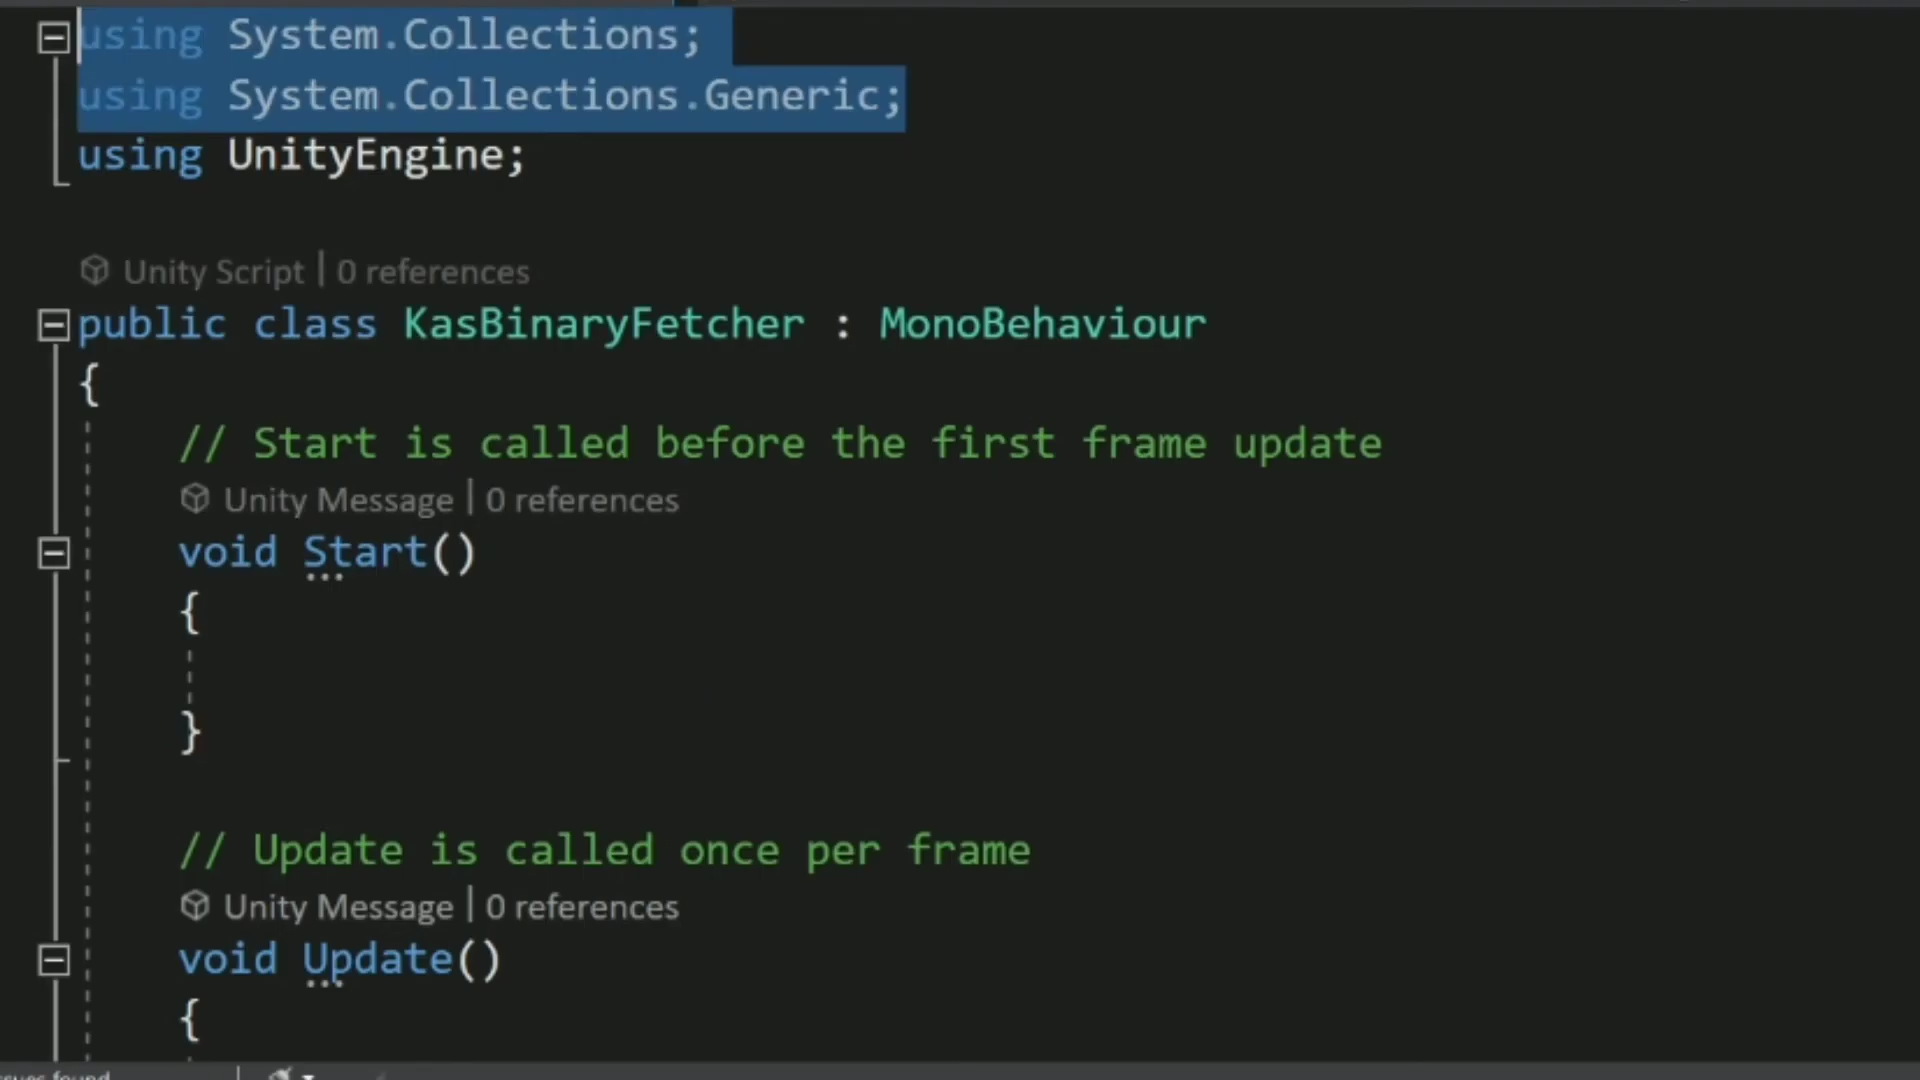 using System.Collections;
using System.Collections.Generic;
using UnityEngine;
Unity Script | 0 references
public class KasBinaryFetcher : MonoBehaviour
{
// Start is called before the first frame update
Unity Message | 0 references
void Start()
{
}
// Update is called once per frame
Unity Message | 0 references
void Update()
{
found